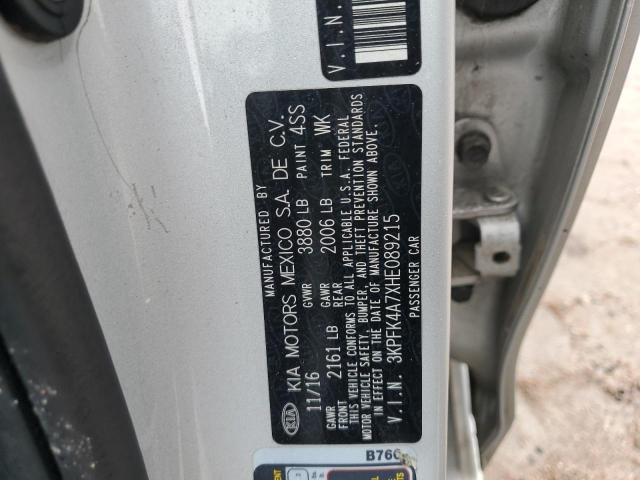 V.I.N.
MANUFACTURED BY
KIA KIA MOTORS MEXICO S.A. DE C.V.
11/16 GVWR 3880 LB PAINT 4SS
GAWR FRONT 2161 LB GAWR REAR 2006 LB TRIM WK
THIS VEHICLE CONFORMS TO ALL APPLICABLE U.S.A. FEDERAL
MOTOR VEHICLE SAFETY, BUMPER, AND THEFT PREVENTION STANDARDS
IN EFFECT ON THE DATE OF MANUFACTURE SHOWN ABOVE.
V.I.N. 3KPFK4A7XHE089215
PASSENGER CAR
B760